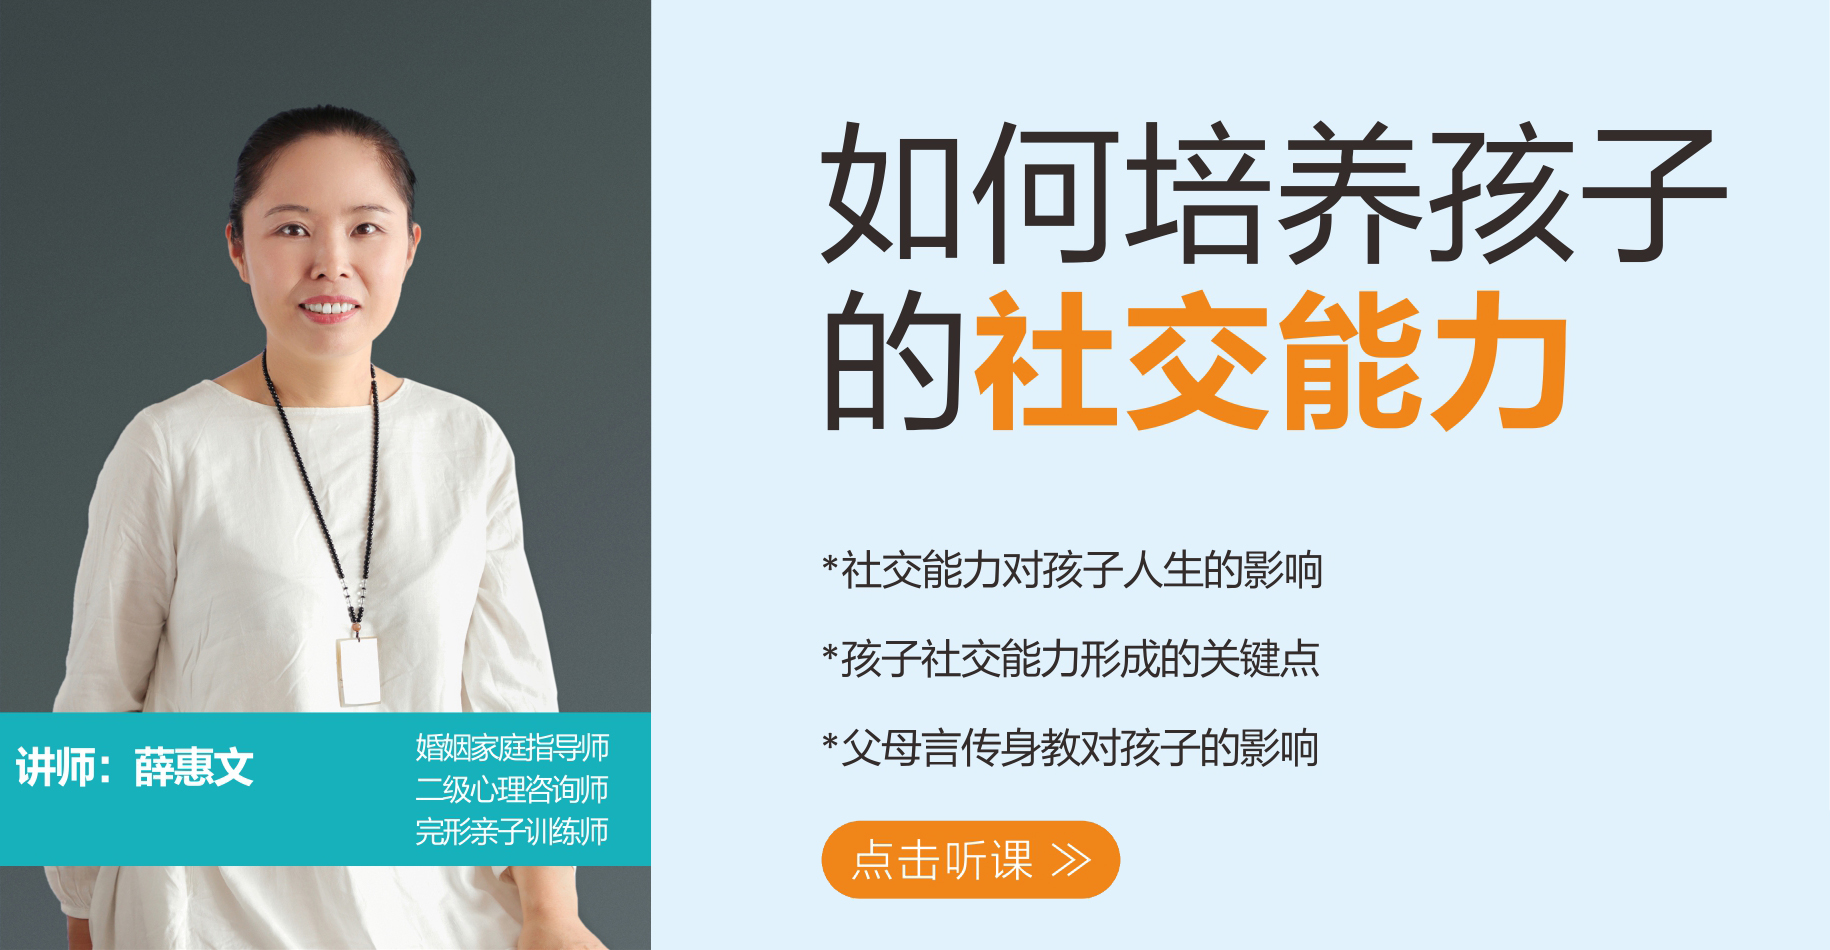 如何培养孩子
的社交能力
*社交能力对孩子人生的影响
*孩子社交能力形成的关键点
*父母言传身教对孩子的影响
点击听课
讲师：薛惠文
婚姻家庭指导师
二级心理咨询师
完形亲子训练师